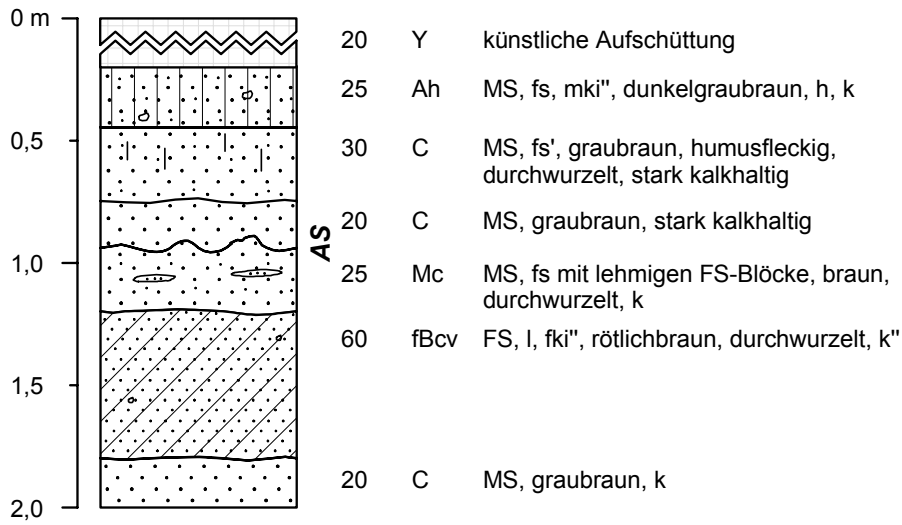 0 m
20 Y künstliche Aufschüttung
25 Ah MS, fs, mki", dunkelgraubraun, h, k
0,5
30 C MS, fs', graubraun, humusfleckig,
durchwurzelt, stark kalkhaltig
20 C MS, graubraun, stark kalkhaltig
AS
1,0
25 Mc MS, fs mit lehmigen FS-Blöcke, braun,
durchwurzelt, k
60 fBcv FS, l, fki", rötlichbraun, durchwurzelt, k"
1,5
20 C MS, graubraun, k
2,0